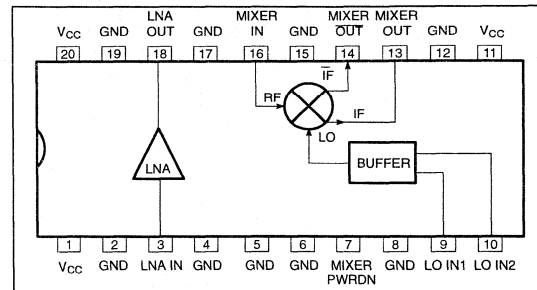 LNA MIXER MIXER MIXER
VCC GND OUT GND IN GND OUT OUT GND VCC
20 19 18 17 16 15 14 13 12 11
IF
RF IF
LO
LNA BUFFER
1 2 3 4 5 6 7 8 9 10
VCC GND LNA IN GND GND GND MIXER GND LO IN1 LO IN2
PWRDN